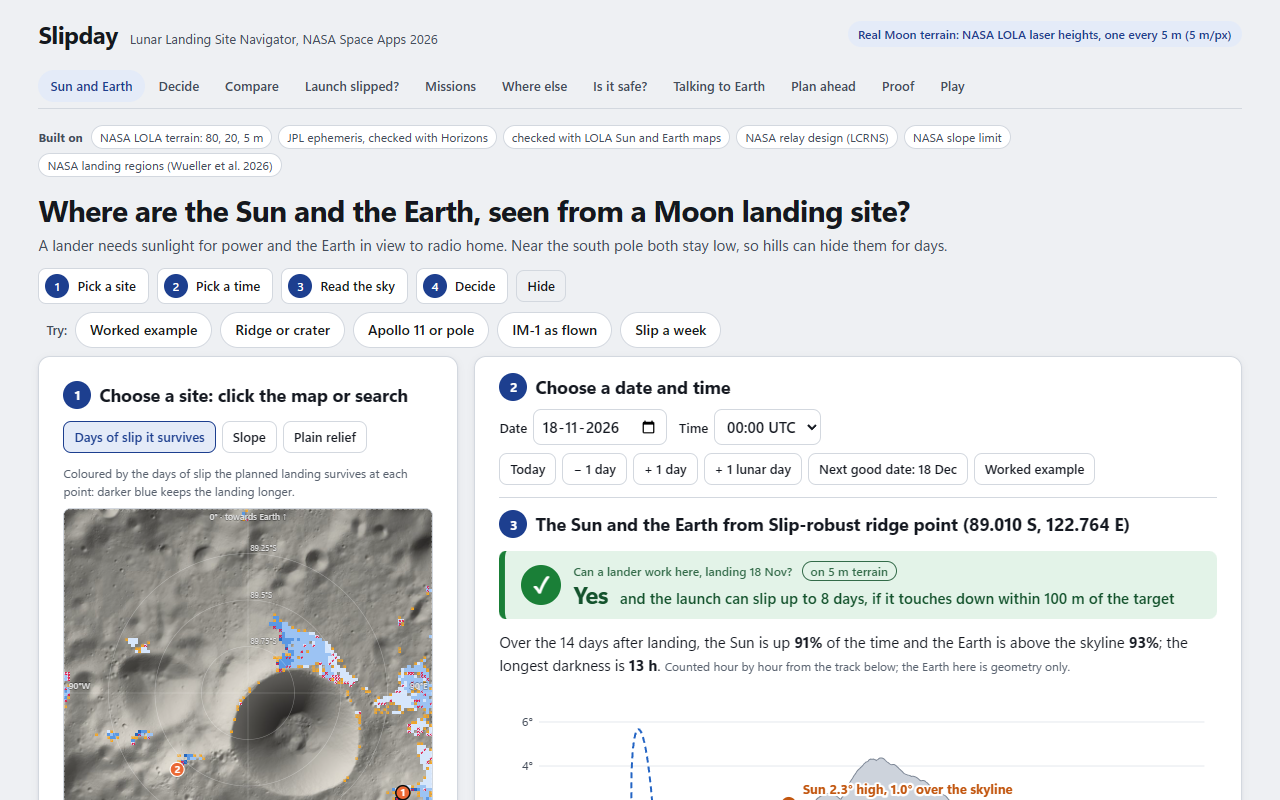 Slipday Lunar Landing Site Navigator, NASA Space Apps 2026
Real Moon terrain: NASA LOLA laser heights, one every 5 m (5 m/px)
Sun and Earth Decide Compare Launch slipped? Missions Where else Is it safe? Talking to Earth Plan ahead Proof Play
Built on NASA LOLA terrain: 80, 20, 5 m JPL ephemeris, checked with Horizons checked with LOLA Sun and Earth maps NASA relay design (LCRNS) NASA slope limit
NASA landing regions (Wueller et al. 2026)
Where are the Sun and the Earth, seen from a Moon landing site?
A lander needs sunlight for power and the Earth in view to radio home. Near the south pole both stay low, so hills can hide them for days.
1 Pick a site 2 Pick a time 3 Read the sky 4 Decide Hide
Try: Worked example Ridge or crater Apollo 11 or pole IM-1 as flown Slip a week
1 Choose a site: click the map or search
Days of slip it survives Slope Plain relief
Coloured by the days of slip the planned landing survives at each
point: darker blue keeps the landing longer.
0° · towards Earth ↑
89.25°S
89.5°S
89.75°S
90°W 90°E
2
1
2 Choose a date and time
Date 18-11-2026 Time 00:00 UTC
Today − 1 day + 1 day + 1 lunar day Next good date: 18 Dec Worked example
3 The Sun and the Earth from Slip-robust ridge point (89.010 S, 122.764 E)
Can a lander work here, landing 18 Nov? on 5 m terrain
Yes and the launch can slip up to 8 days, if it touches down within 100 m of the target
Over the 14 days after landing, the Sun is up 91% of the time and the Earth is above the skyline 93%; the
longest darkness is 13 h. Counted hour by hour from the track below; the Earth here is geometry only.
6°
4°
Sun 2.3° high, 1.0° over the skyline